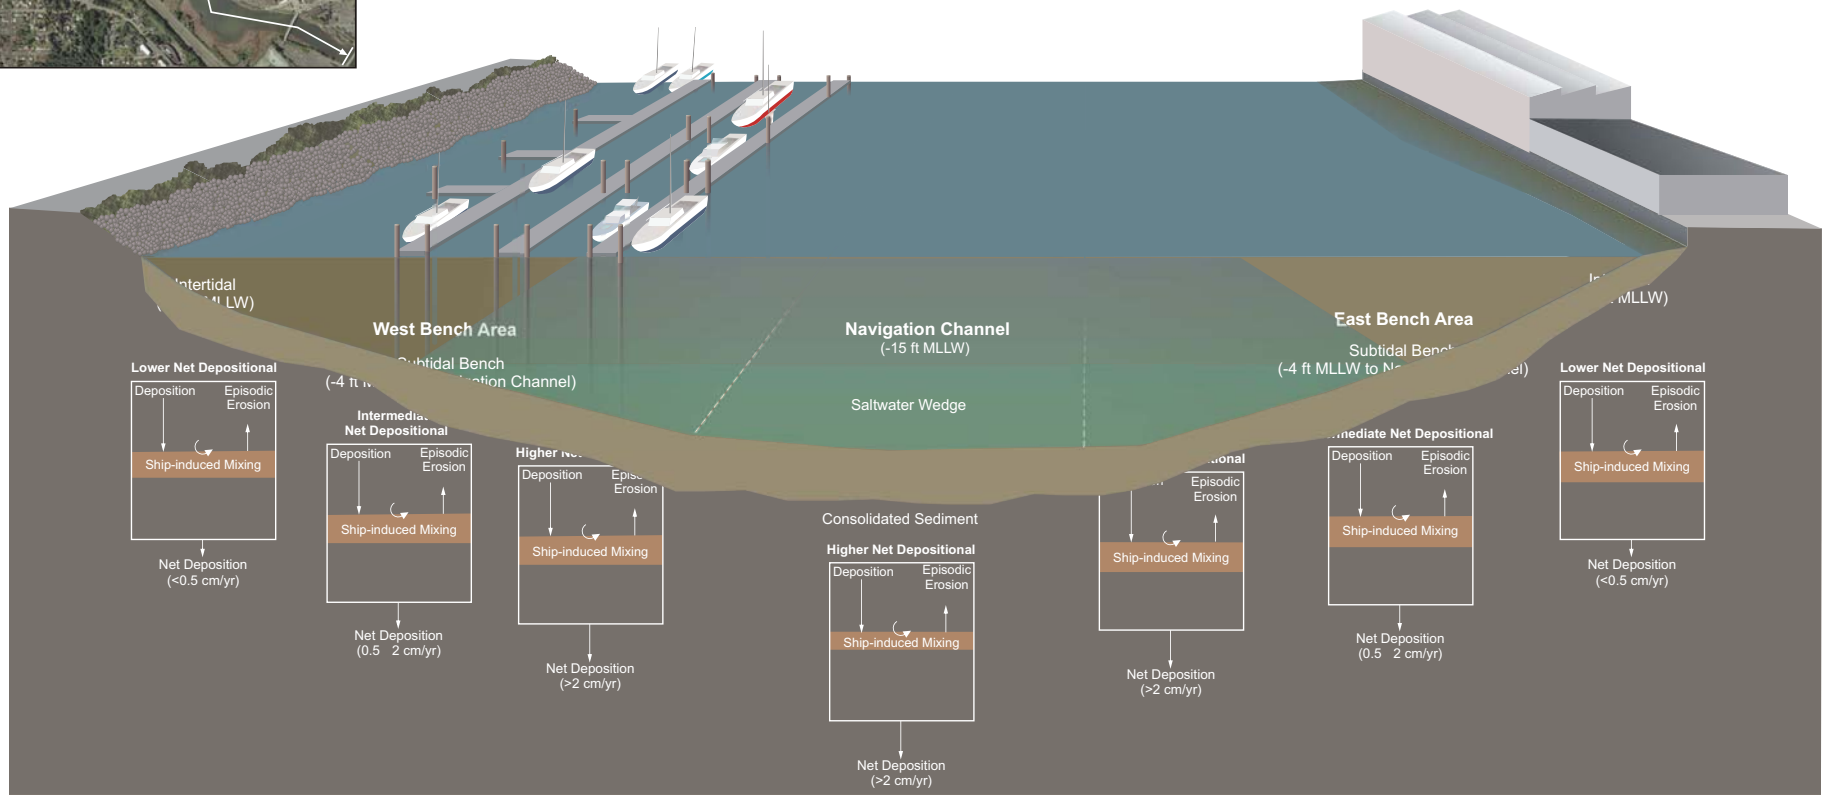 Intertidal
MLLW)
West Bench Area
Subtidal Bench
(-4 ft
Channel)
Navigation Channel
(-15 ft MLLW)
Saltwater Wedge
East Bench Area
Subtidal Bench
(-4 ft MLLW to
MLLW)
Lower Net Depositional
Deposition
Episodic
Erosion
Ship-induced Mixing
Net Deposition
(<0.5 cm/yr)
Net Depositional
Deposition
Episodic
Erosion
Ship-induced Mixing
Net Deposition
(0.5 2 cm/yr)
Higher
Deposition
Erosion
Ship-induced Mixing
Net Deposition
(>2 cm/yr)
Consolidated Sediment
Higher Net Depositional
Deposition
Episodic
Erosion
Ship-induced Mixing
Net Deposition
(>2 cm/yr)
Episodic
Erosion
Ship-induced Mixing
Net Deposition
(>2 cm/yr)
Net Depositional
Deposition
Episodic
Erosion
Ship-induced Mixing
Net Deposition
(0.5 2 cm/yr)
Lower Net Depositional
Deposition
Episodic
Erosion
Ship-induced Mixing
Net Deposition
(<0.5 cm/yr)